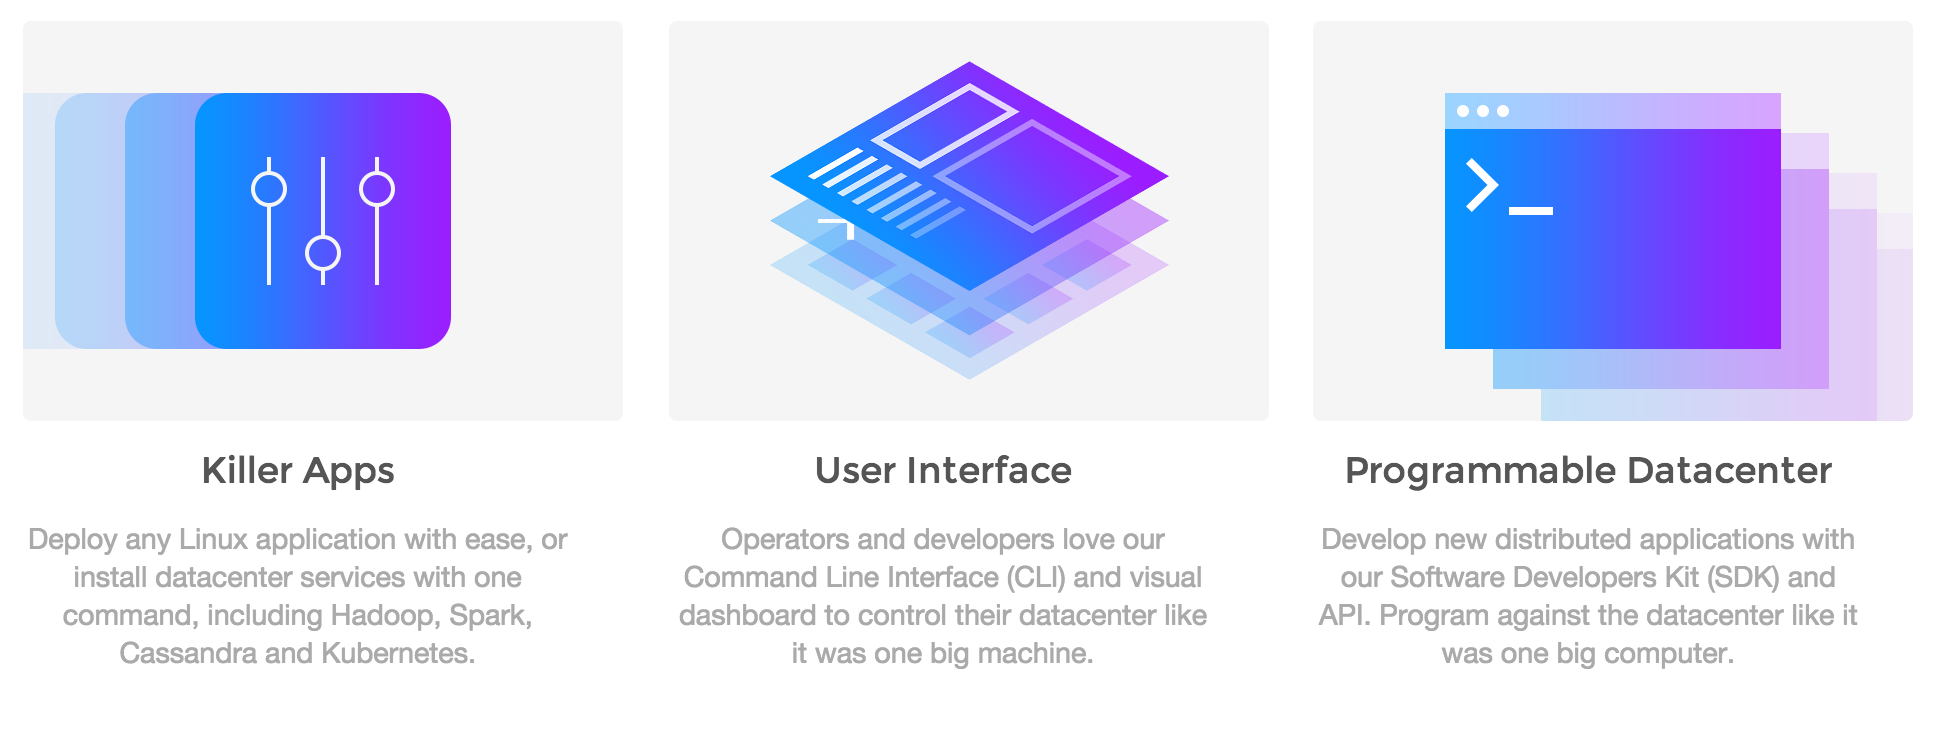 Killer Apps
Deploy any Linux application with ease, or
install datacenter services with one
command, including Hadoop, Spark,
Cassandra and Kubernetes.
User Interface
Operators and developers love our
Command Line Interface (CLI) and visual
dashboard to control their datacenter like
it was one big machine.
Programmable Datacenter
Develop new distributed applications with
our Software Developers Kit (SDK) and
API. Program against the datacenter like it
was one big computer.